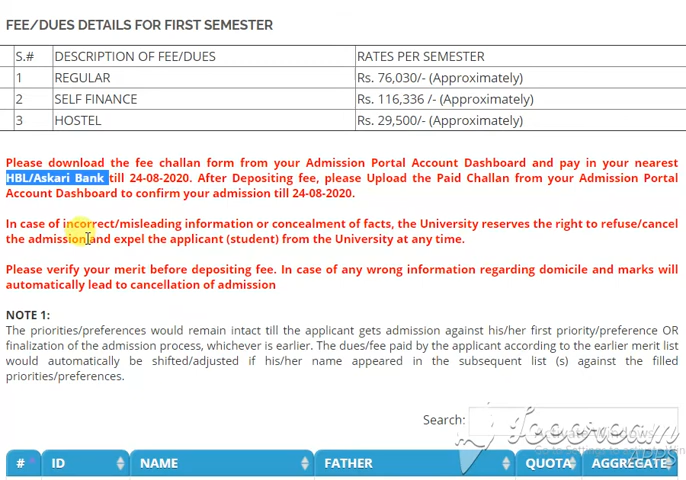 FEE/DUES DETAILS FOR FIRST SEMESTER
S.# DESCRIPTION OF FEE/DUES RATES PER SEMESTER
1 REGULAR Rs. 76,030/- (Approximately)
2 SELF FINANCE Rs. 116,336 /- (Approximately)
3 HOSTEL Rs. 29,500/- (Approximately)
Please download the fee challan form from your Admission Portal Account Dashboard and pay in your nearest
HBL/Askari Bank till 24-08-2020. After Depositing fee, please Upload the Paid Challan from your Admission Portal
Account Dashboard to confirm your admission till 24-08-2020.
In case of incorrect/misleading information or concealment of facts, the University reserves the right to refuse/cancel
the admission and expel the applicant (student) from the University at any time.
Please verify your merit before depositing fee. In case of any wrong information regarding domicile and marks will
automatically lead to cancellation of admission
NOTE 1:
The priorities/preferences would remain intact till the applicant gets admission against his/her first priority/preference OR
finalization of the admission process, whichever is earlier. The dues/fee paid by the applicant according to the earlier merit list
would automatically be shifted/adjusted if his/her name appeared in the subsequent list (s) against the filled
priorities/preferences.
Search:
Icecream
Activate Windows
Go to Settings to
# ID NAME FATHER QUOTA AGGREGATE